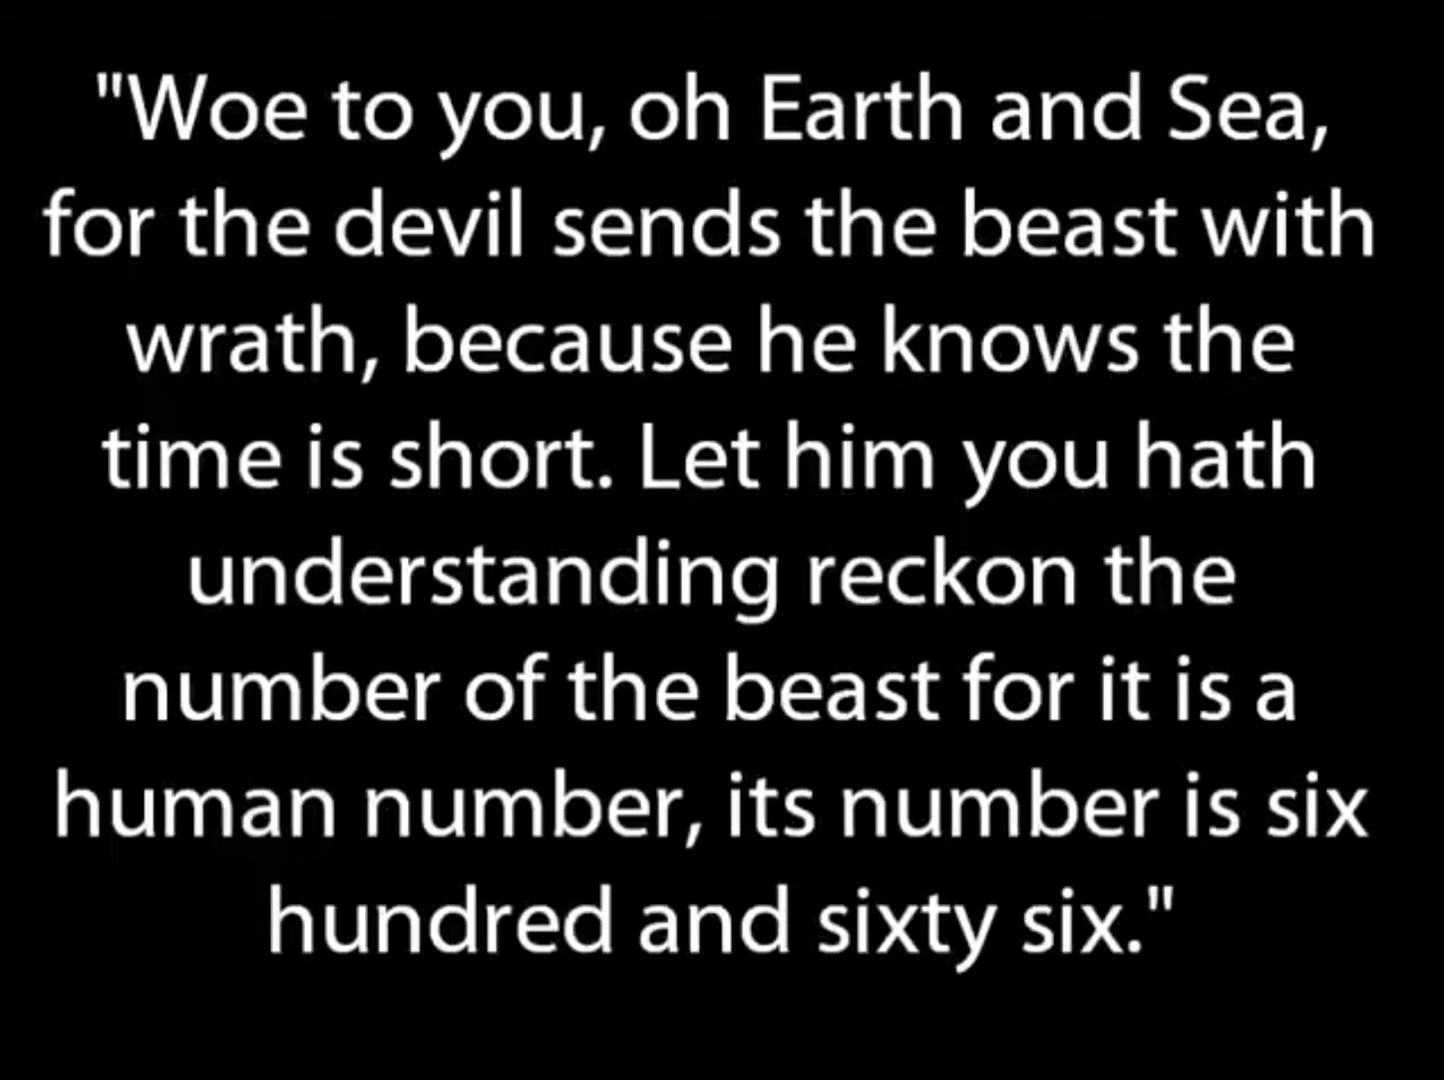 "Woe to you, oh Earth and Sea,
for the devil sends the beast with
wrath, because he knows the
time is short. Let him you hath
understanding reckon the
number of the beast for it is a
human number, its number is six
hundred and sixty six."